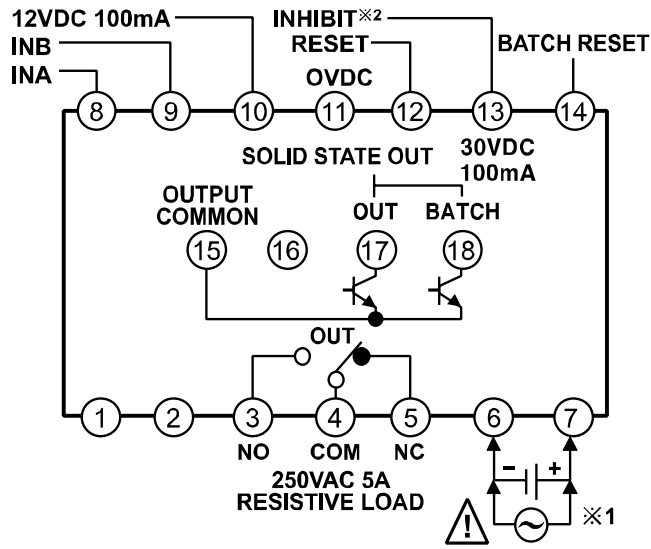 12VDC 100mA
INHIBIT※2
INB
RESET
BATCH RESET
INA
OVDC
8 9 10 11 12 13 14
SOLID STATE OUT
30VDC
100mA
OUTPUT
COMMON
OUT
BATCH
15 16 17 18
OUT
1 2 3 4 5 6 7
NO COM NC
- +
250VAC 5A
RESISTIVE LOAD
! ~ ※1